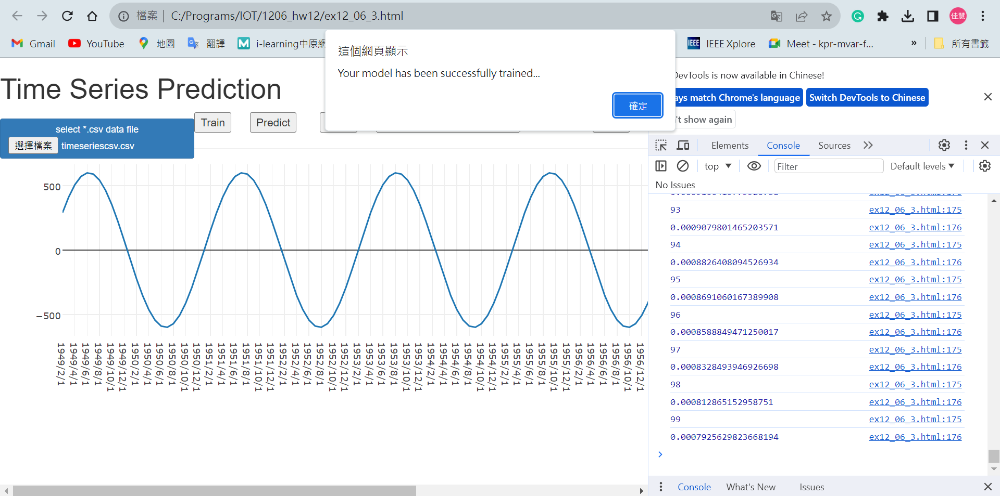 檔案 C:/Programs/IOT/1206_hw12/ex12_06_3.html
佳慧
Gmail
YouTube
地圖
翻譯
i-learning中原
IEEE Xplore
Meet - kpr-mvar-f...
»
所有書籤
這個網頁顯示
Your model has been successfully trained...
確定
DevTools is now available in Chinese!
ays match Chrome's language
Switch DevTools to Chinese
't show again
Time Series Prediction
select *.csv data file
選擇檔案 timeseriescsv.csv
Train
Predict
500
0
−500
1949/2/1
1949/4/1
1949/6/1
1949/8/1
1949/10/1
1949/12/1
1950/2/1
1950/4/1
1950/6/1
1950/8/1
1950/10/1
1950/12/1
1951/2/1
1951/4/1
1951/6/1
1951/8/1
1951/10/1
1951/12/1
1952/2/1
1952/4/1
1952/6/1
1952/8/1
1952/10/1
1952/12/1
1953/2/1
1953/4/1
1953/6/1
1953/8/1
1953/10/1
1953/12/1
1954/2/1
1954/4/1
1954/6/1
1954/8/1
1954/10/1
1954/12/1
1955/2/1
1955/4/1
1955/6/1
1955/8/1
1955/10/1
1955/12/1
1956/2/1
1956/4/1
1956/6/1
1956/8/1
1956/10/1
1956/12/1
Elements
Console
Sources
top
Filter
Default levels
No Issues
93 ex12_06_3.html:175
0.0009079801465203571 ex12_06_3.html:176
94 ex12_06_3.html:175
0.0008826408094526934 ex12_06_3.html:176
95 ex12_06_3.html:175
0.0008691060167389908 ex12_06_3.html:176
96 ex12_06_3.html:175
0.0008588849471250017 ex12_06_3.html:176
97 ex12_06_3.html:175
0.0008328493946926698 ex12_06_3.html:176
98 ex12_06_3.html:175
0.000812865152958751 ex12_06_3.html:176
99 ex12_06_3.html:175
0.0007925629823668194 ex12_06_3.html:176
Console
What's New
Issues